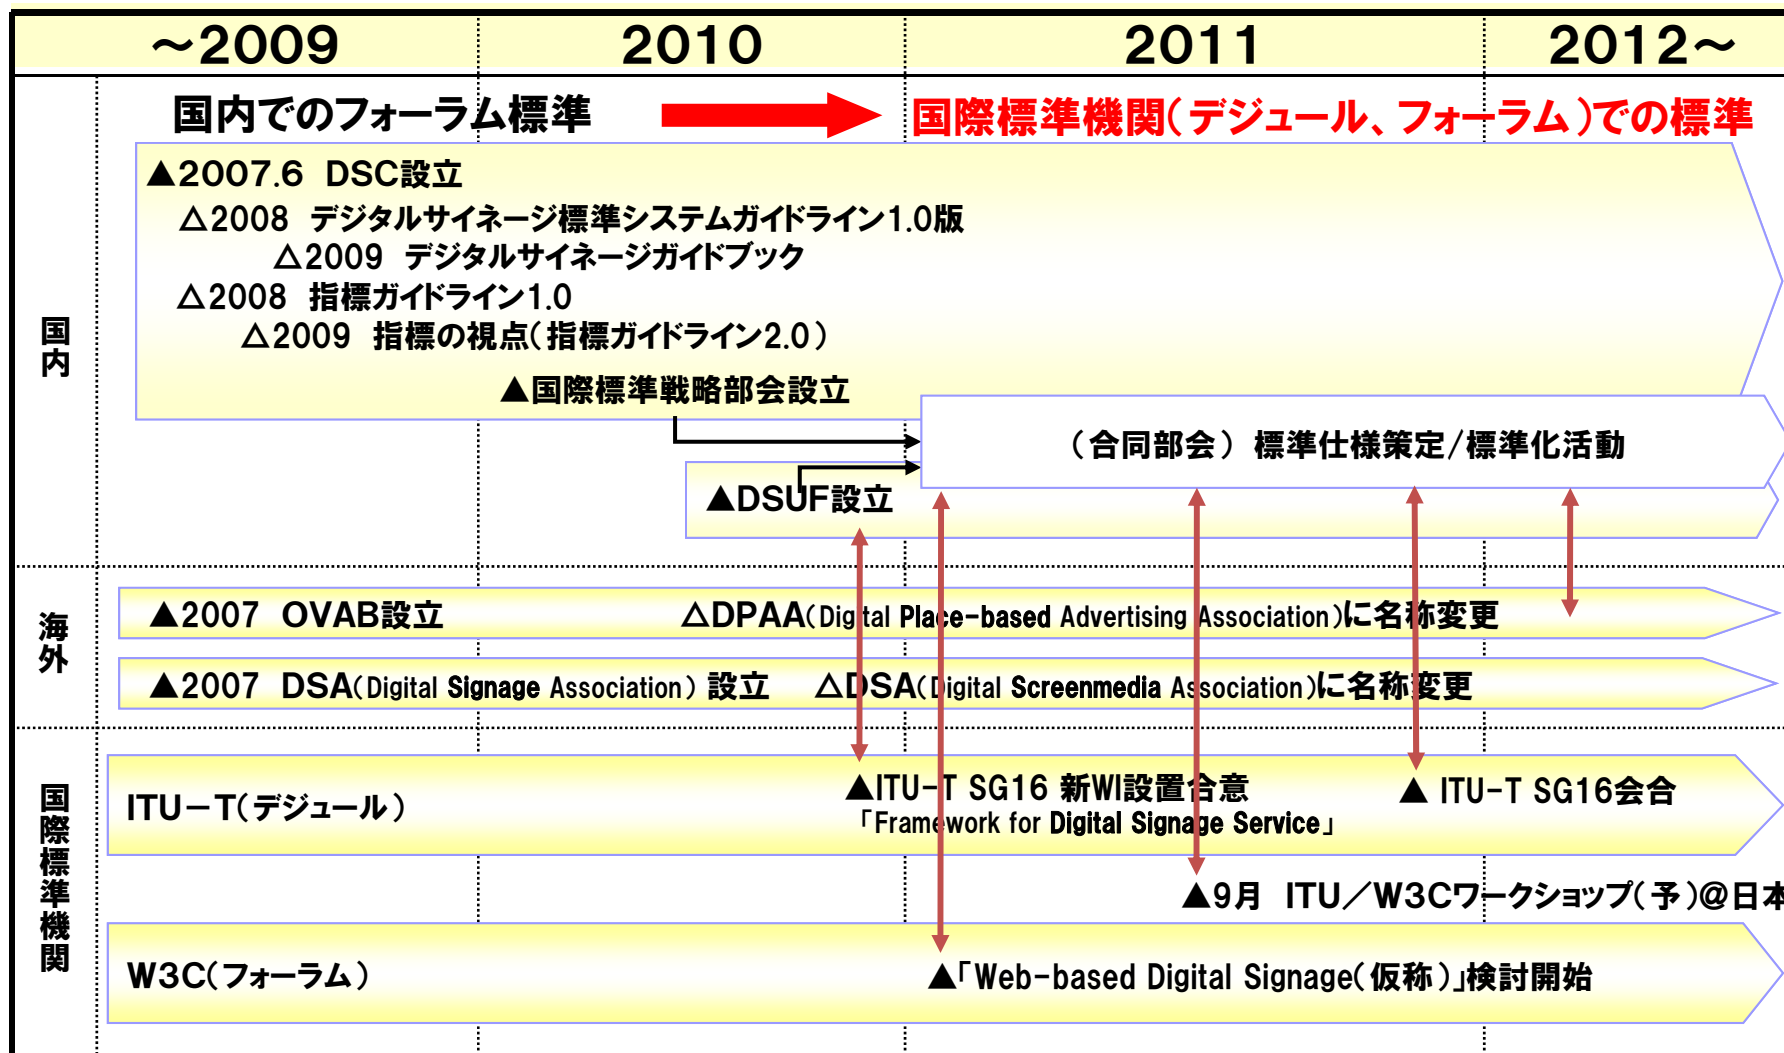 ～2009 2010 2011 2012～
国内でのフォーラム標準 国際標準機関（デジュール、フォーラム）での標準
国内
▲2007.6 DSC設立
△2008 デジタルサイネージ標準システムガイドライン1.0版
△2009 デジタルサイネージガイドブック
△2008 指標ガイドライン1.0
△2009 指標の視点（指標ガイドライン2.0）
▲国際標準戦略部会設立
（合同部会）標準仕様策定/標準化活動
▲DSUF設立
海外
▲2007 OVAB設立 △DPAA（Digital Place-based Advertising Association）に名称変更
▲2007 DSA（Digital Signage Association）設立 △DSA（Digital Screenmedia Association）に名称変更
国際標準機関
ITU－T（デジュール）
▲ITU-T SG16 新WI設置合意
「Framework for Digital Signage Service」
▲ ITU-T SG16会合
▲9月 ITU／W3Cワークショップ（予）@日本
W3C（フォーラム）
▲「Web-based Digital Signage（仮称）」検討開始